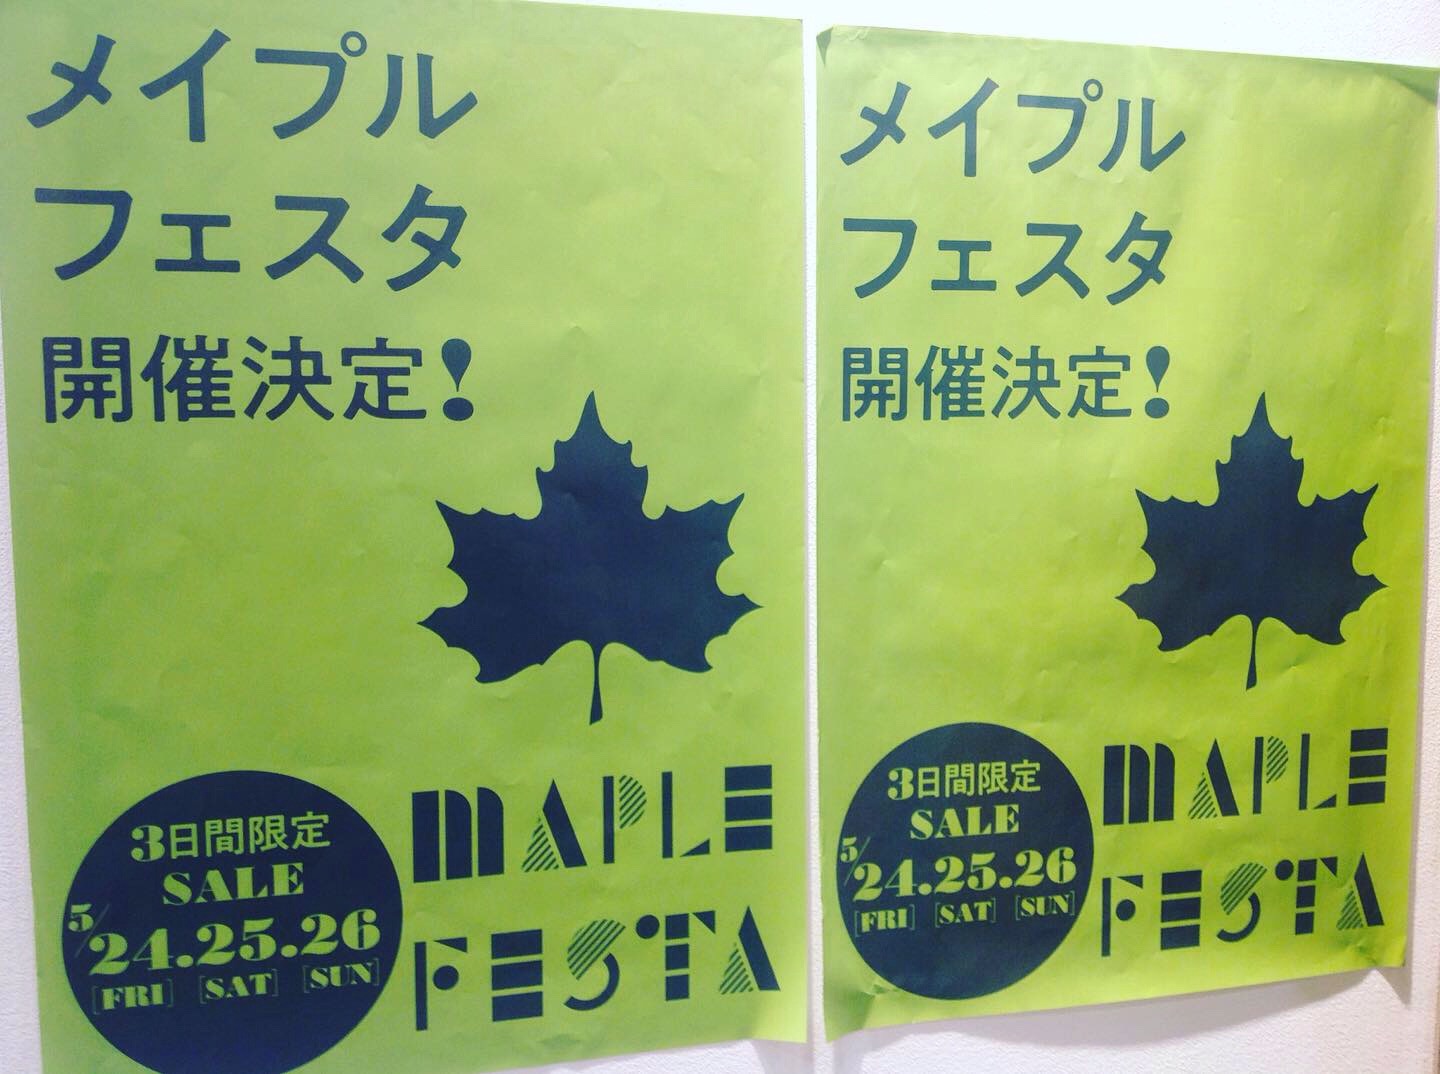 メイプル
フェスタ
開催決定!
3日間限定
SALE
5/24.25.26
[FRI] [SAT] [SUN]
MAPLE
FESTA
メイプル
フェスタ
開催決定!
3日間限定
SALE
5/24.25.26
[FRI] [SAT] [SUN]
MAPLE
FESTA